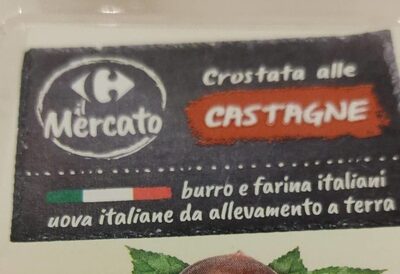 il
Mercato
Crostata alle
CASTAGNE
burro e farina italiani
uova italiane da allevamento a terra